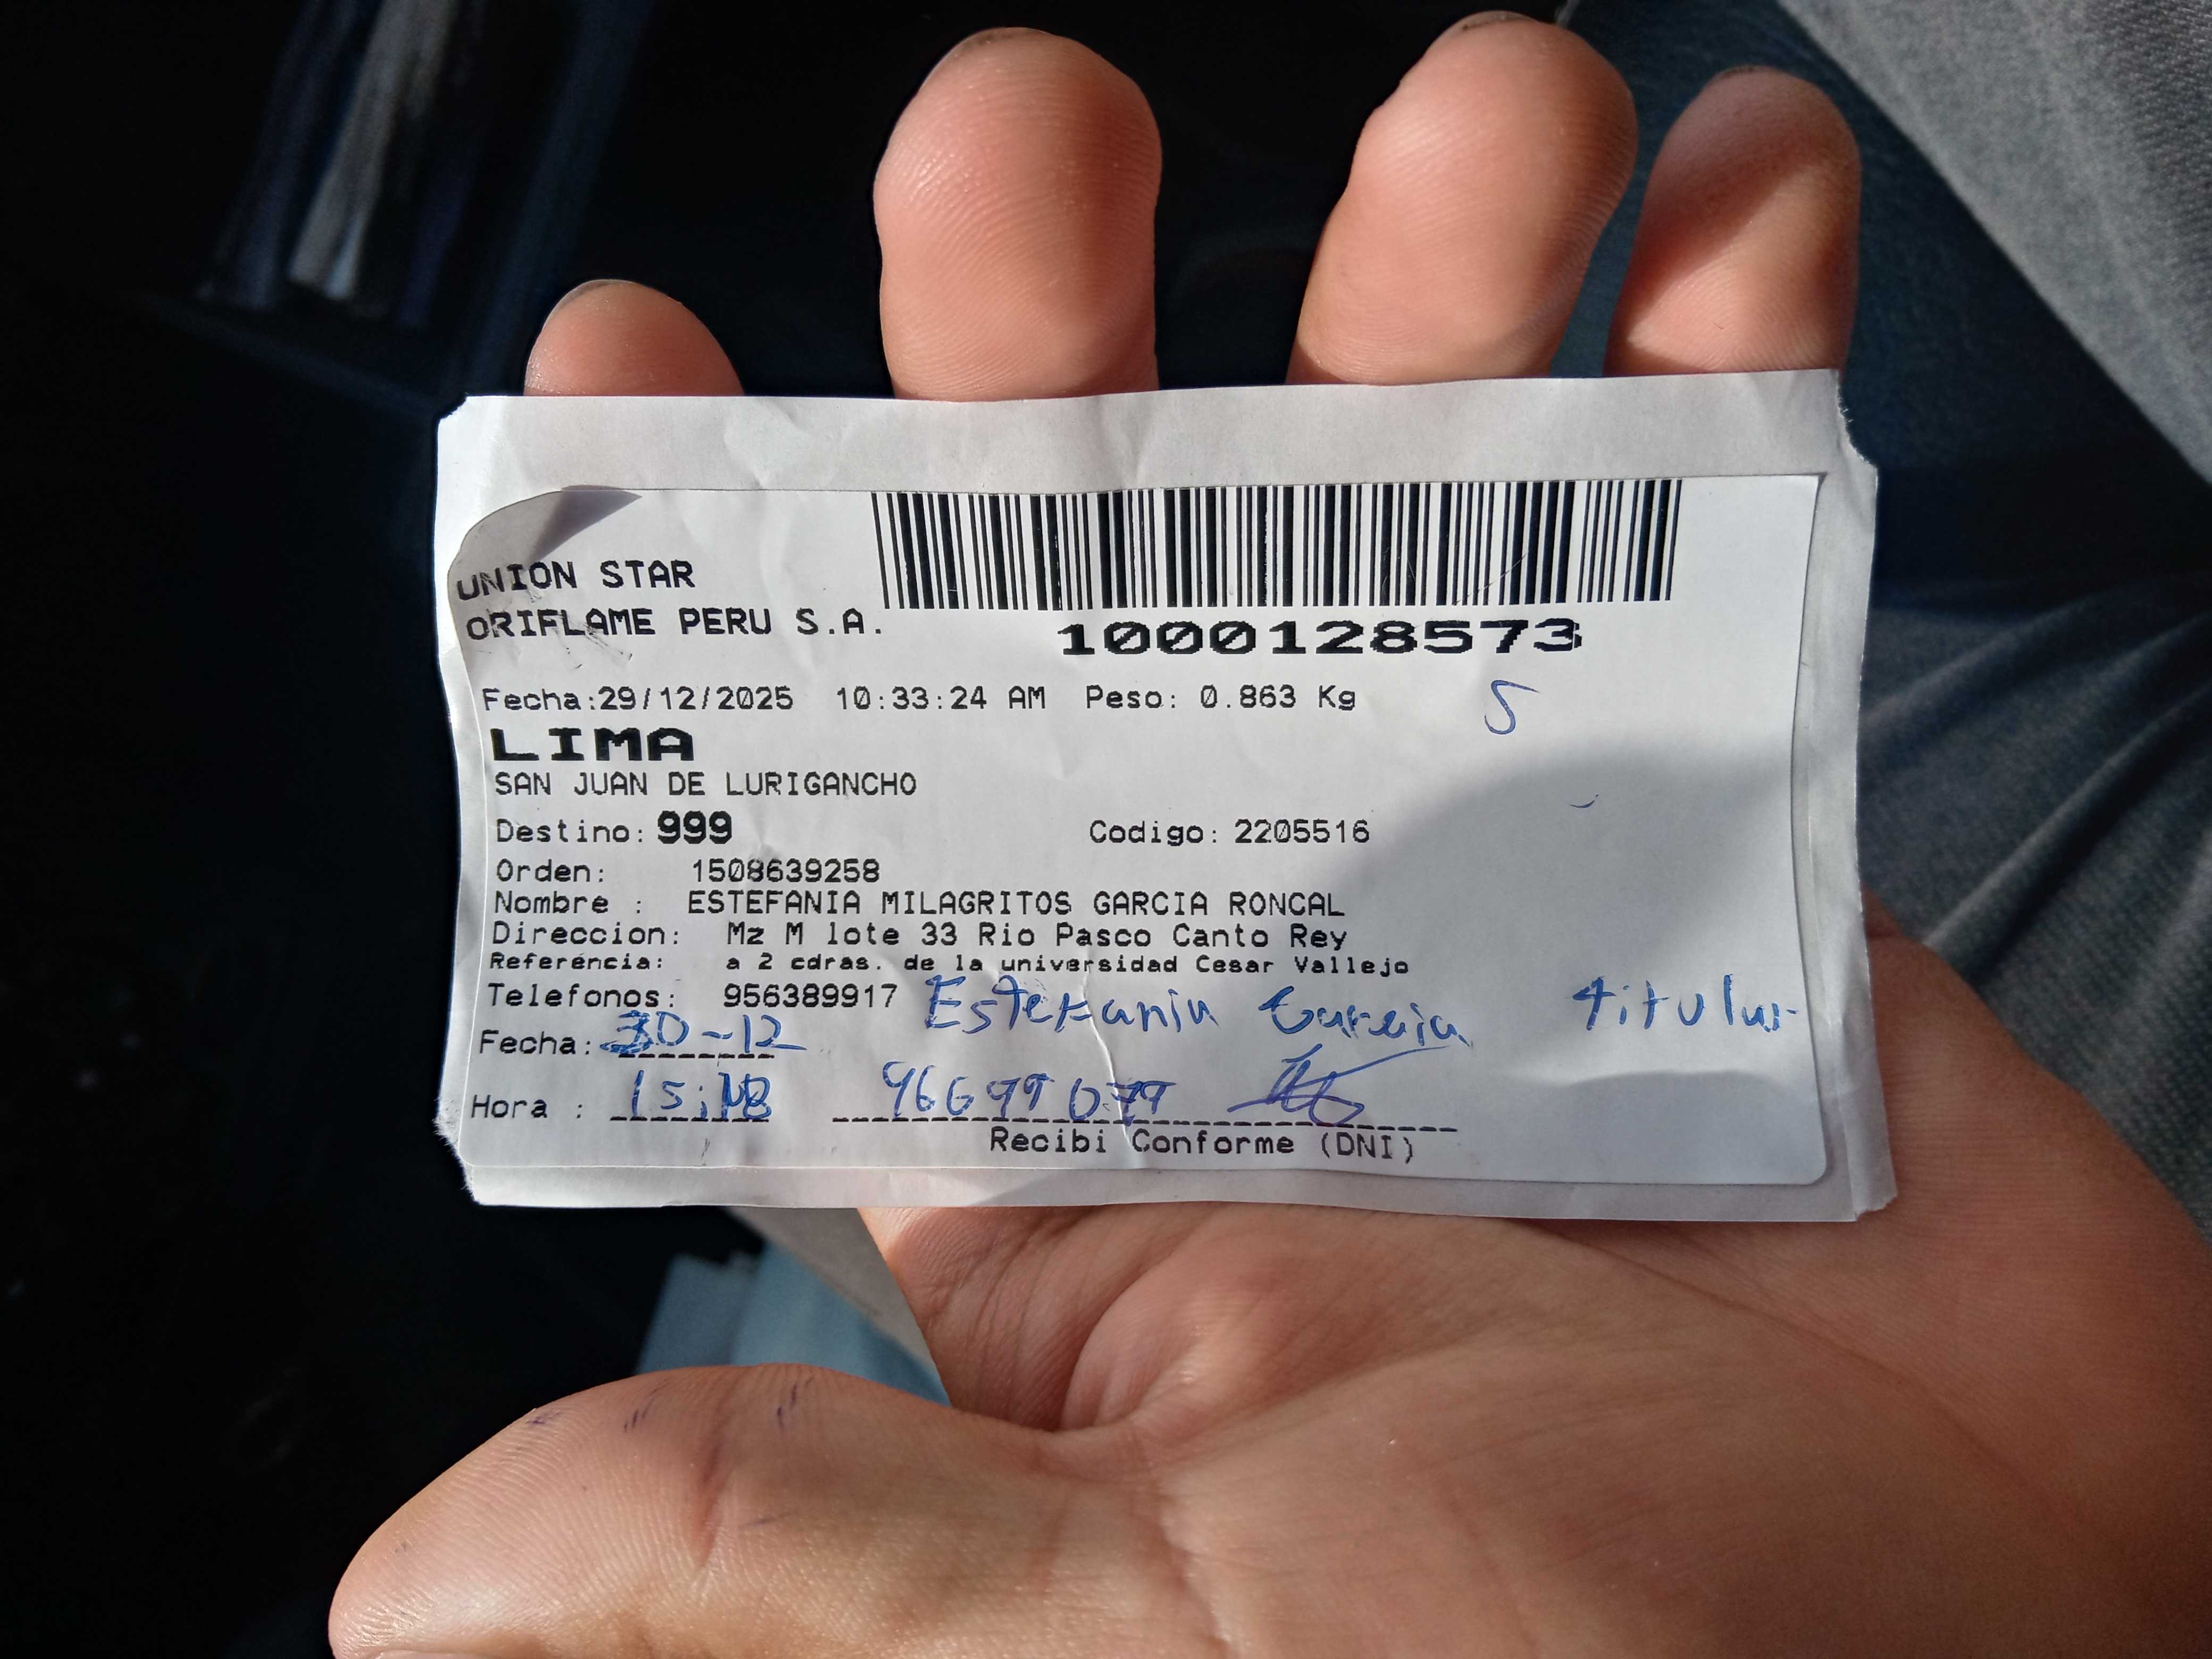 UNION STAR
ORIFLAME PERU S.A.
1000128573
Fecha:29/12/2025 10:33:24 AM Peso: 0.863 Kg
S
LIMA
SAN JUAN DE LURIGANCHO
Destino: 999 Codigo: 2205516
Orden: 1508639258
Nombre : ESTEFANIA MILAGRITOS GARCIA RONCAL
Direccion: Mz M lote 33 Rio Pasco Canto Rey
Referencia: a 2 cdras. de la universidad Cesar Vallejo
Telefonos: 956389917 Estefania Garcia titular
Fecha: 30-12
Hora :
Recibi Conforme (DNI)